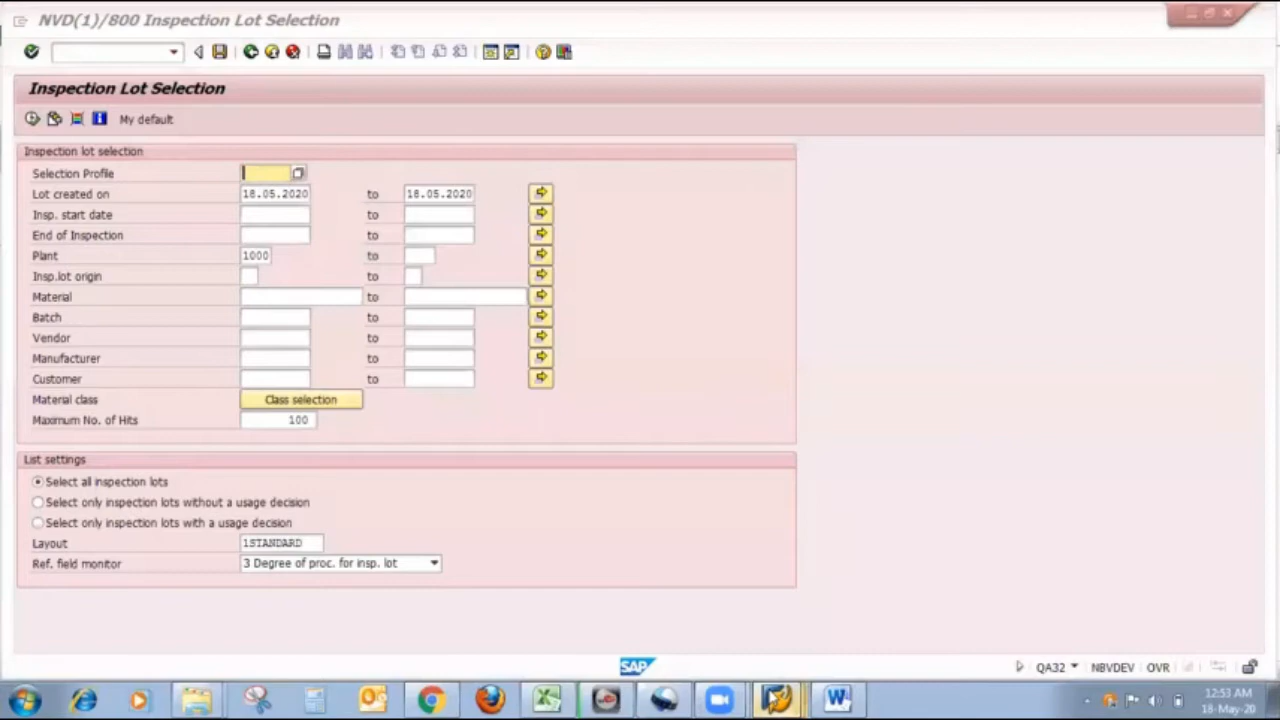 NVD(1)/800 Inspection Lot Selection
Inspection Lot Selection
My default
Inspection lot selection
Selection Profile
Lot created on 18.05.2020 to 18.05.2020
Insp. start date to
End of Inspection to
Plant 1000 to
Insp.lot origin to
Material to
Batch to
Vendor to
Manufacturer to
Customer to
Material class Class selection
Maximum No. of Hits 100
List settings
Select all inspection lots
Select only inspection lots without a usage decision
Select only inspection lots with a usage decision
Layout 1STANDARD
Ref. field monitor 3 Degree of proc. for insp. lot
SAP QA32 NBVDEV OVR
12:53 AM
18-May-20